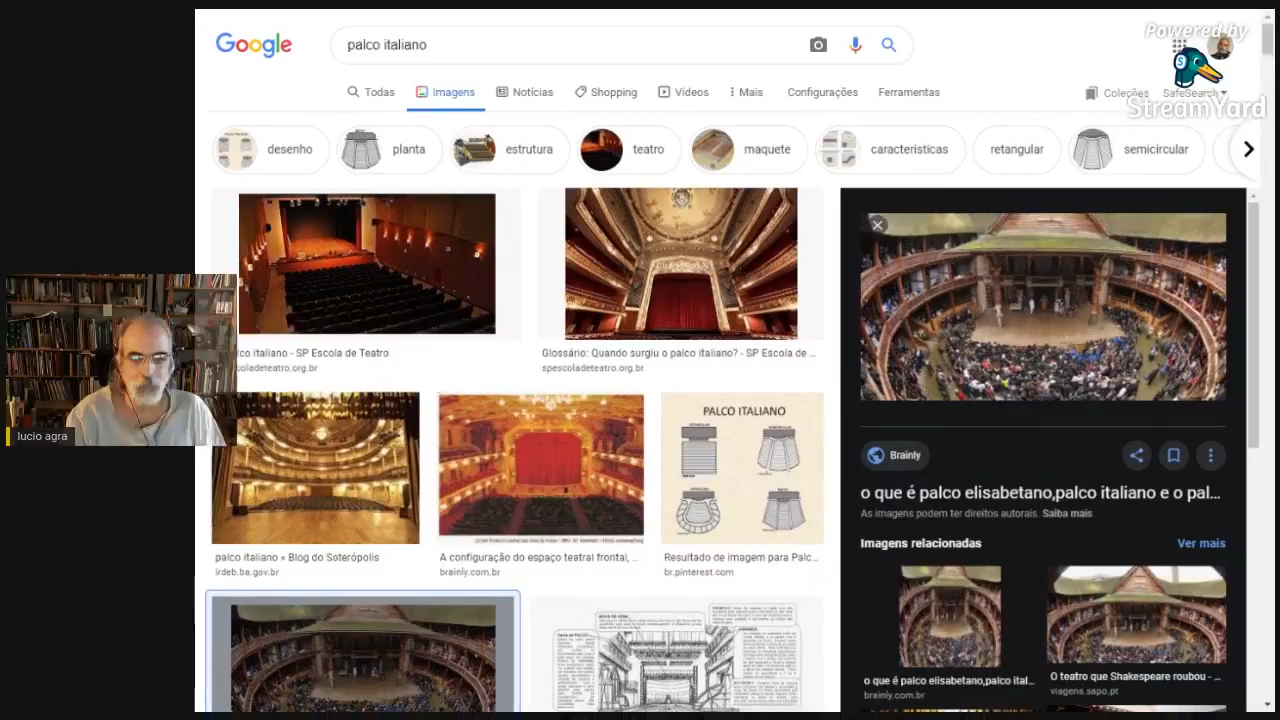 Google
palco italiano
Powered by
StreamYard
Todas
Imagens
Notícias
Shopping
Vídeos
Mais
Configurações
Ferramentas
Coleções
SafeSearch
desenho
planta
estrutura
teatro
maquete
caracteristicas
retangular
semicircular
co italiano - SP Escola de Teatro
coladeteatro.org.br
Glossário: Quando surgiu o palco italiano? - SP Escola de ...
spescoladeteatro.org.br
lucio agra
PALCO ITALIANO
palco italiano « Blog do Soterópolis
irdeb.ba.gov.br
A configuração do espaço teatral frontal, ...
brainly.com.br
Resultado de imagem para Palc...
br.pinterest.com
Brainly
o que é palco elisabetano,palco italiano e o pal...
As imagens podem ter direitos autorais. Saiba mais
Imagens relacionadas
Ver mais
o que é palco elisabetano,palco ital...
brainly.com.br
O teatro que Shakespeare roubou - ...
viagens.sapo.pt